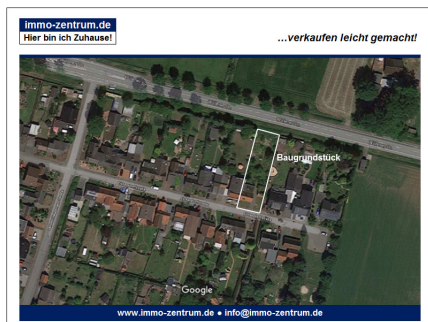 immo-zentrum.de
Hier bin ich Zuhause!
...verkaufen leicht gemacht!
Baugrundstück
Google
www.immo-zentrum.de ● info@immo-zentrum.de